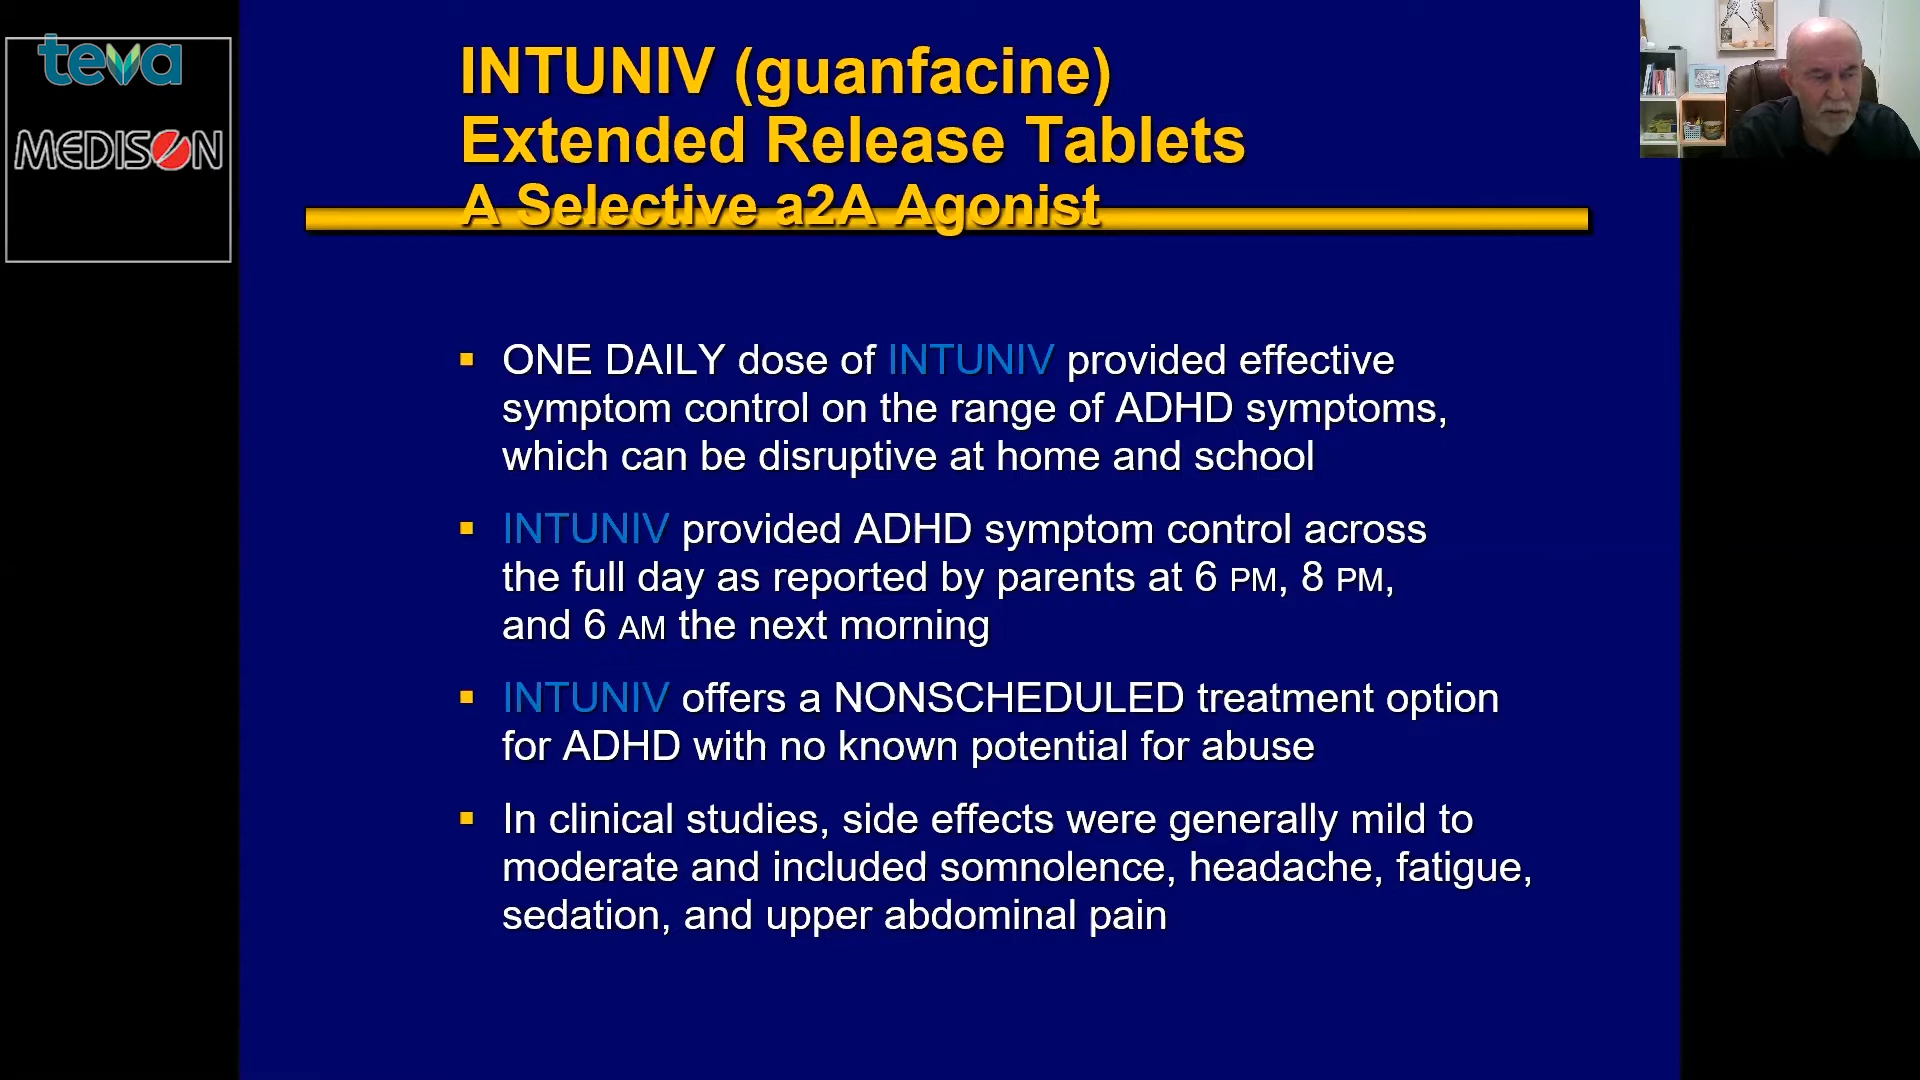 teva
MEDISON
INTUNIV (guanfacine)
Extended Release Tablets
A Selective a2A Agonist
▪ ONE DAILY dose of INTUNIV provided effective
symptom control on the range of ADHD symptoms,
which can be disruptive at home and school
▪ INTUNIV provided ADHD symptom control across
the full day as reported by parents at 6 PM, 8 PM,
and 6 AM the next morning
▪ INTUNIV offers a NONSCHEDULED treatment option
for ADHD with no known potential for abuse
▪ In clinical studies, side effects were generally mild to
moderate and included somnolence, headache, fatigue,
sedation, and upper abdominal pain